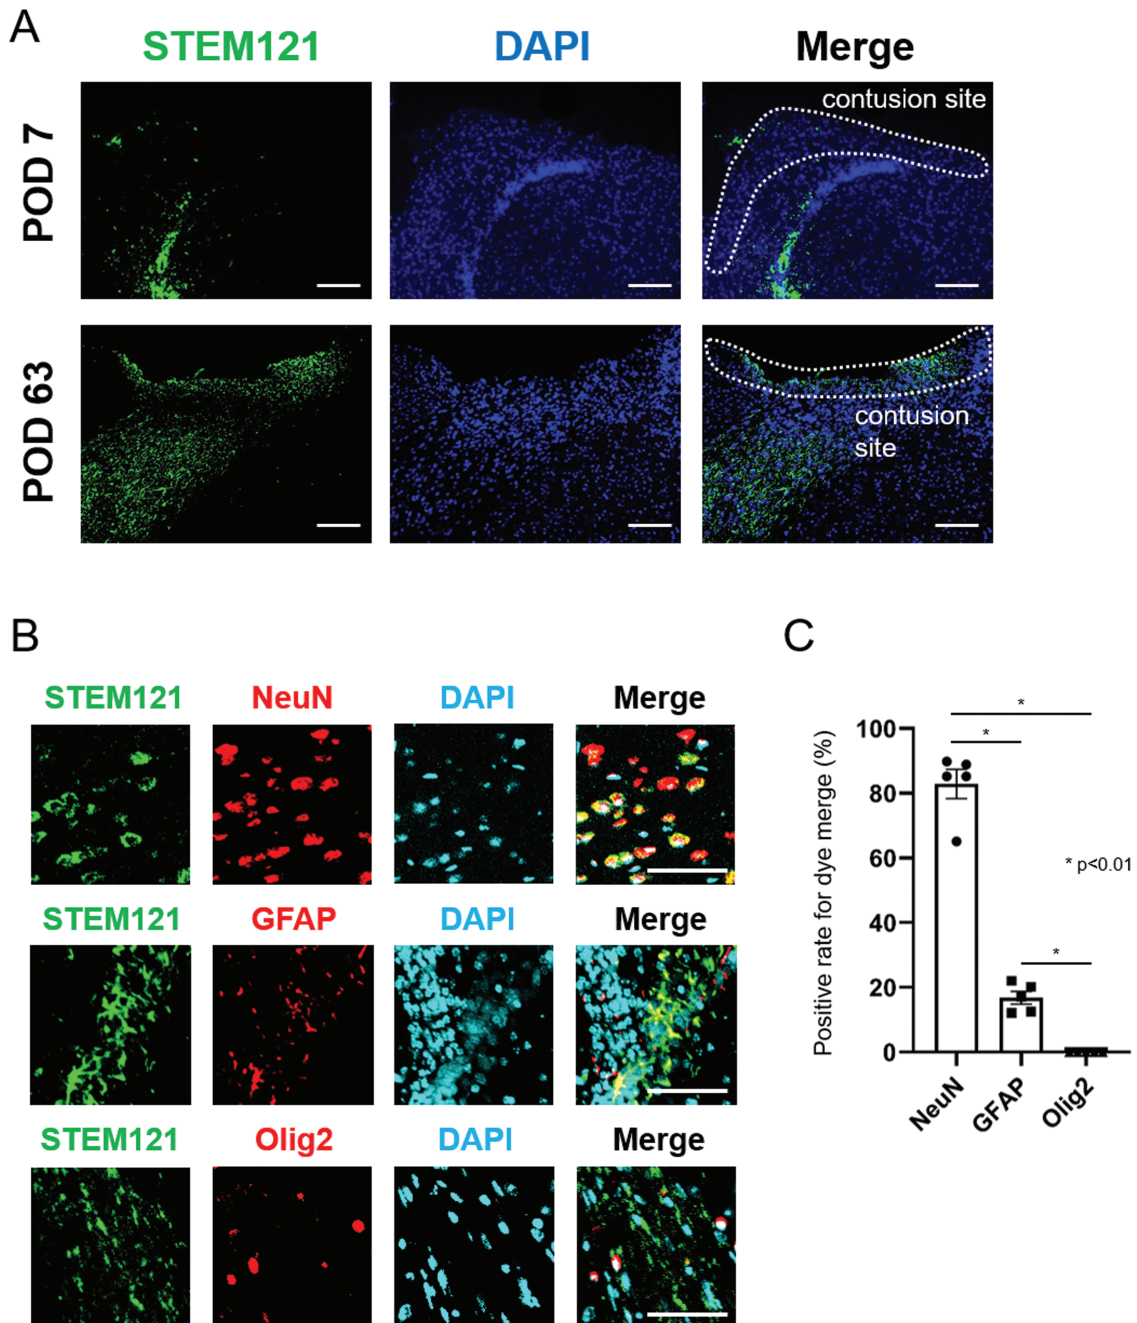 A
STEM121 DAPI Merge
POD 7
contusion site
POD 63
contusion
site
B
STEM121 NeuN DAPI Merge
STEM121 GFAP DAPI Merge
STEM121 Olig2 DAPI Merge
C
Positive rate for dye merge (%)
100
80
60
40
20
0
*
*
* p<0.01
*
NeuN
GFAP
Olig2